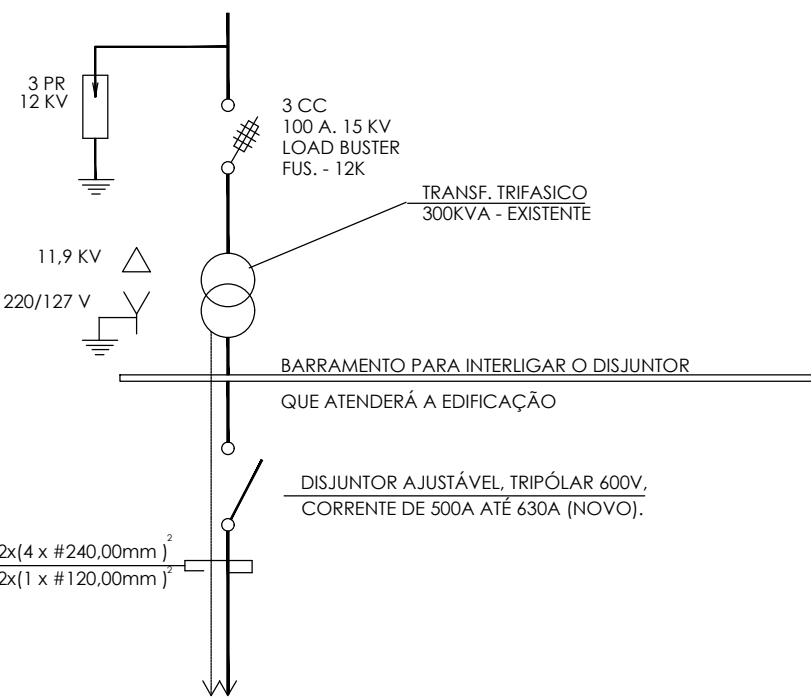 3 PR
12 KV
3 CC
100 A. 15 KV
LOAD BUSTER
FUS. - 12K
TRANSF. TRIFASICO
300KVA - EXISTENTE
11,9 KV
220/127 V
BARRAMENTO PARA INTERLIGAR O DISJUNTOR
QUE ATENDERÁ A EDIFICAÇÃO
DISJUNTOR AJUSTÁVEL, TRIPÓLAR 600V,
CORRENTE DE 500A ATÉ 630A (NOVO).
2x(4 x #240,00mm )²
2x(1 x #120,00mm )²